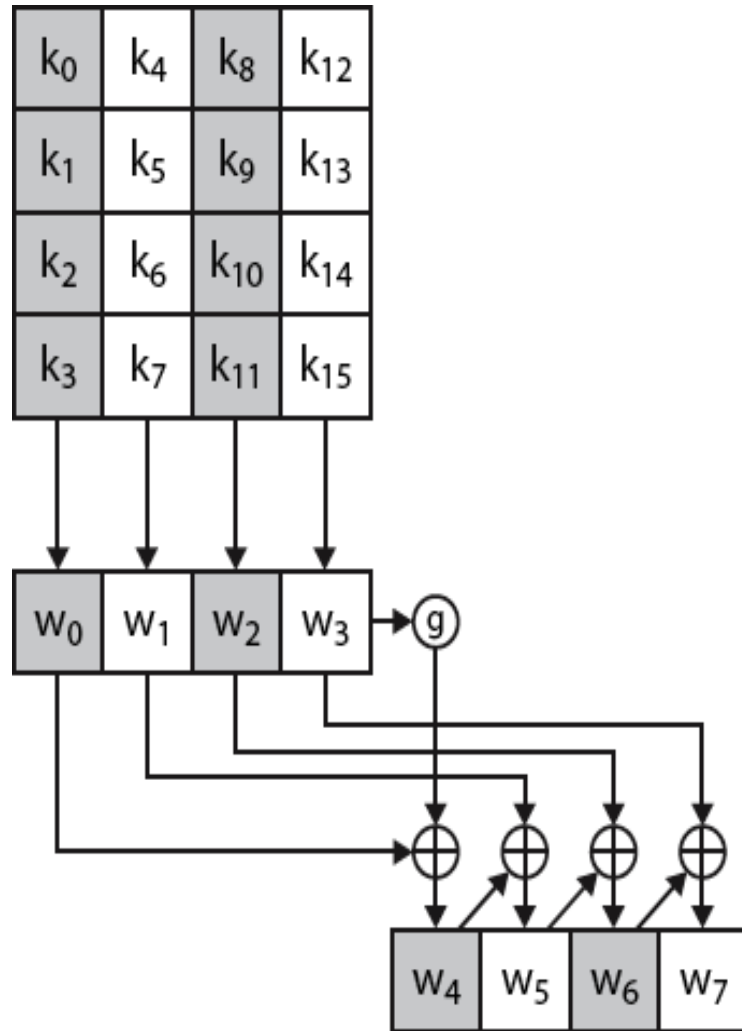 k₀ k₄ k₈ k₁₂
k₁ k₅ k₉ k₁₃
k₂ k₆ k₁₀ k₁₄
k₃ k₇ k₁₁ k₁₅
w₀ w₁ w₂ w₃ g
w₄ w₅ w₆ w₇